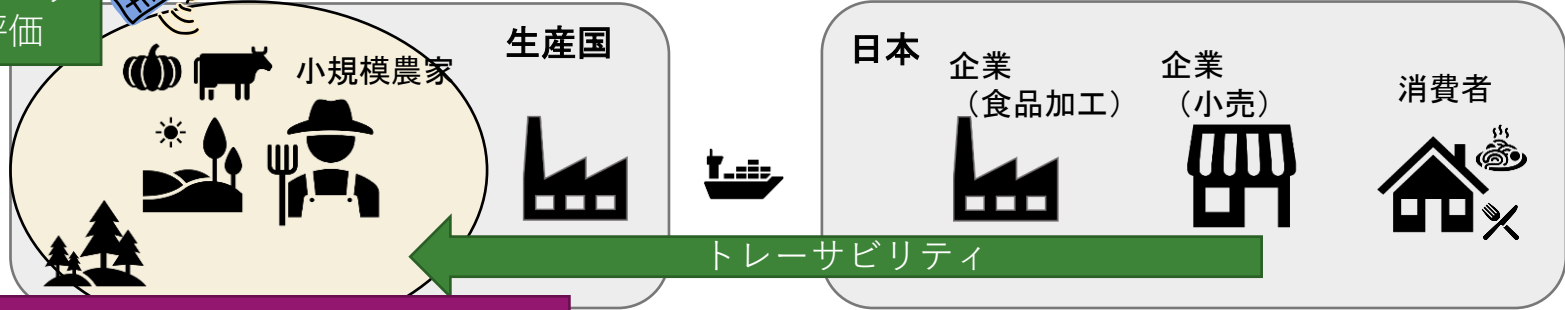 評価
生産国
小規模農家
日本
企業
（食品加工）
企業
（小売）
消費者
トレーサビリティ